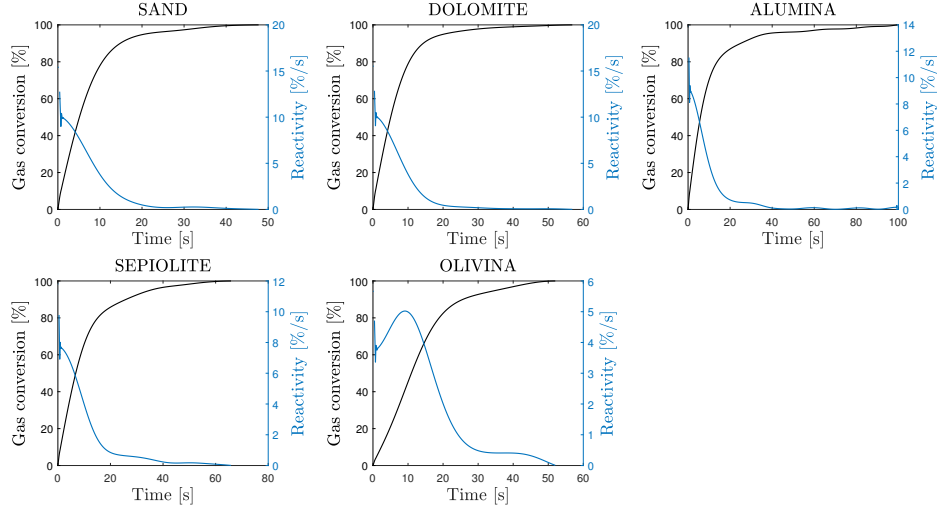 SAND
DOLOMITE
ALUMINA
Gas conversion [%]
100
80
60
40
20
0
0 10 20 30 40 50
Time [s]
20
15
10
5
0
Reactivity [%/s]
Gas conversion [%]
100
80
60
40
20
0
0 10 20 30 40 50 60
Time [s]
20
15
10
5
0
Reactivity [%/s]
Gas conversion [%]
100
80
60
40
20
0
0 20 40 60 80 100
Time [s]
14
12
10
8
6
4
2
0
Reactivity [%/s]
SEPIOLITE
OLIVINA
Gas conversion [%]
100
80
60
40
20
0
0 20 40 60 80
Time [s]
12
10
8
6
4
2
0
Reactivity [%/s]
Gas conversion [%]
100
80
60
40
20
0
0 10 20 30 40 50 60
Time [s]
6
5
4
3
2
1
0
Reactivity [%/s]